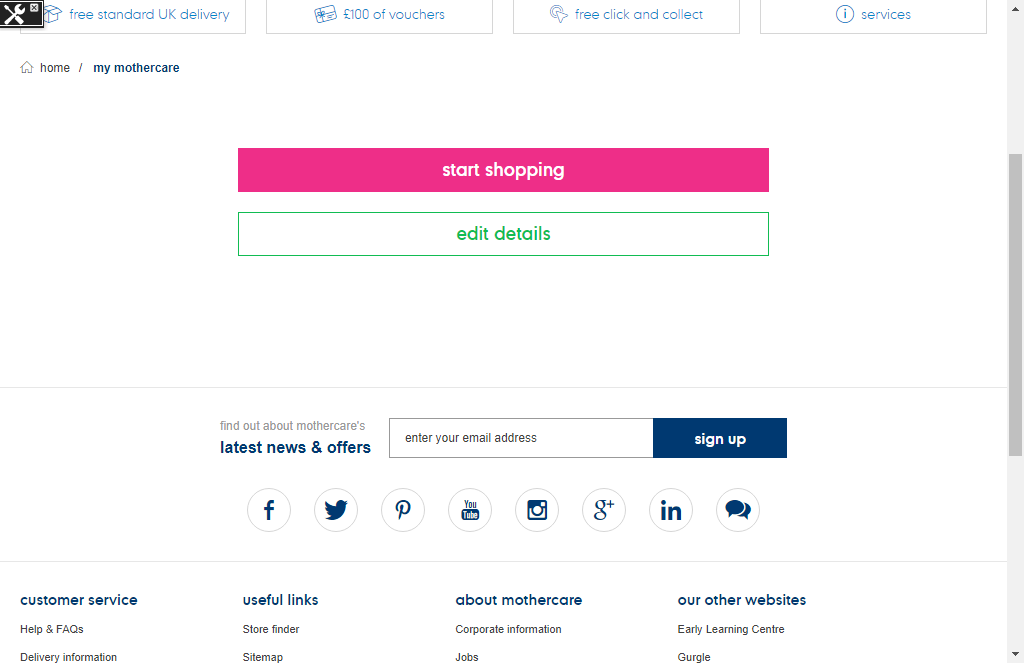 free standard UK delivery
£100 of vouchers
free click and collect
services
home / my mothercare
start shopping
edit details
find out about mothercare's
latest news & offers
enter your email address
sign up
You
Tube
customer service
useful links
about mothercare
our other websites
Help & FAQs
Store finder
Corporate information
Early Learning Centre
Delivery information
Sitemap
Jobs
Gurgle